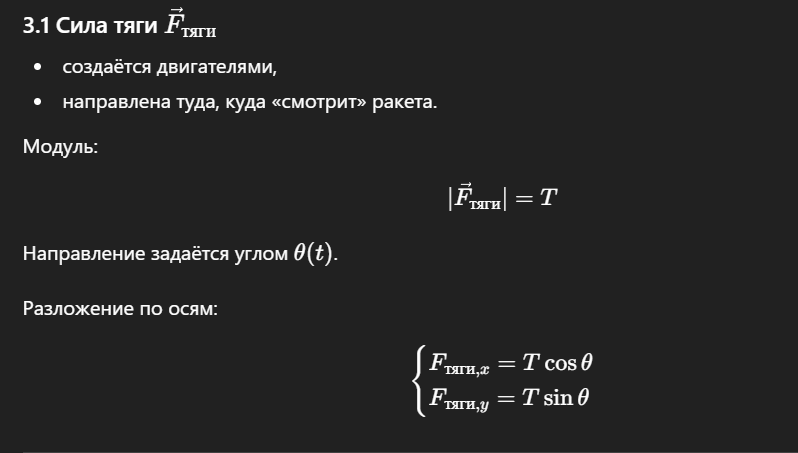 3.1 Сила тяги $\vec{F}_{\text{тяги}}$
• создаётся двигателями,
• направлена туда, куда «смотрит» ракета.
Модуль:
$|\vec{F}_{\text{тяги}}| = T$
Направление задаётся углом $\theta(t)$.
Разложение по осям:
$\begin{cases} F_{\text{тяги},x} = T\cos\theta \\ F_{\text{тяги},y} = T\sin\theta \end{cases}$